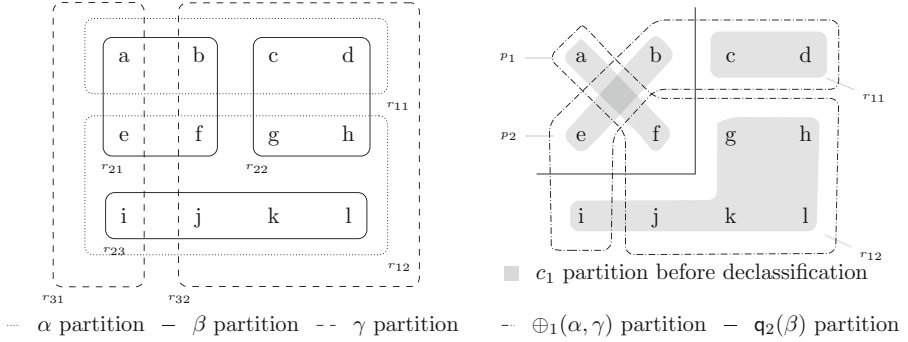 a b c d
r11
e f g h
r21 r22
i j k l
r23
r12
r31 r32
α partition β partition γ partition
p1 a b c d
r11
p2 e f g h
i j k l
r12
c1 partition before declassification
⊕1(α, γ) partition q2(β) partition